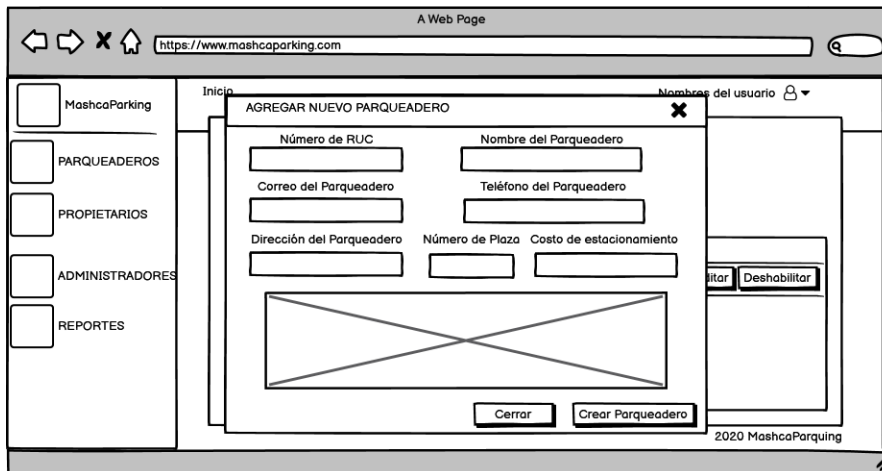 A Web Page
https://www.mashcaparking.com
MashcaParking
PARQUEADEROS
PROPIETARIOS
ADMINISTRADORES
REPORTES
Inicio
Nombres del usuario
AGREGAR NUEVO PARQUEADERO
Número de RUC
Nombre del Parqueadero
Correo del Parqueadero
Teléfono del Parqueadero
Dirección del Parqueadero
Número de Plaza
Costo de estacionamiento
Deshabilitar
Cerrar
Crear Parqueadero
2020 MashcaParquing